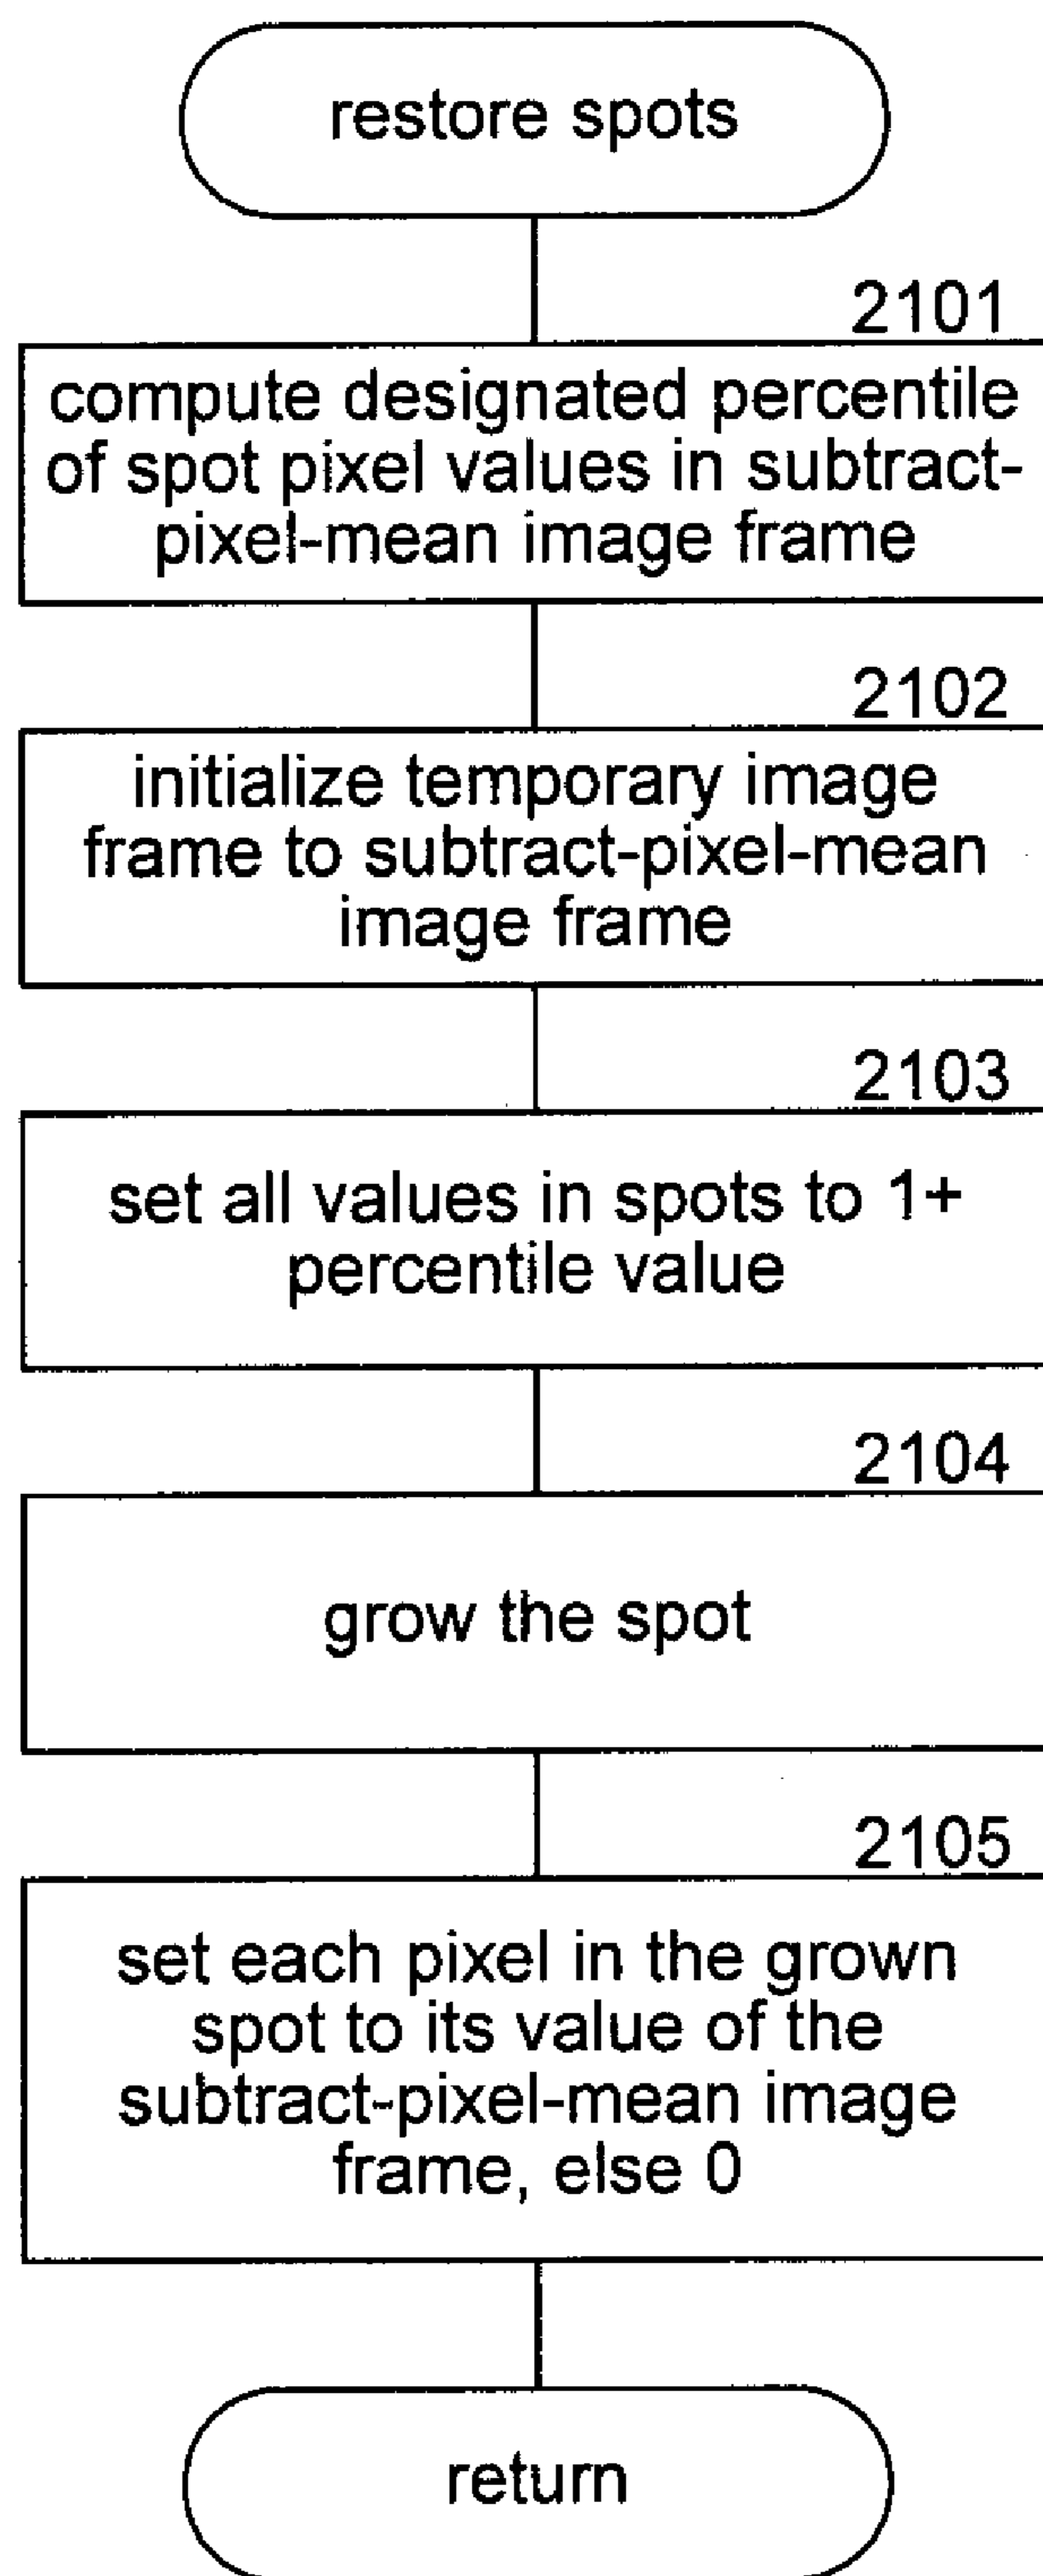 restore spots
2101
compute designated percentile
of spot pixel values in subtract-
pixel-mean image frame
2102
initialize temporary image
frame to subtract-pixel-mean
image frame
2103
set all values in spots to 1+
percentile value
2104
grow the spot
2105
set each pixel in the grown
spot to its value of the
subtract-pixel-mean image
frame, else 0
return